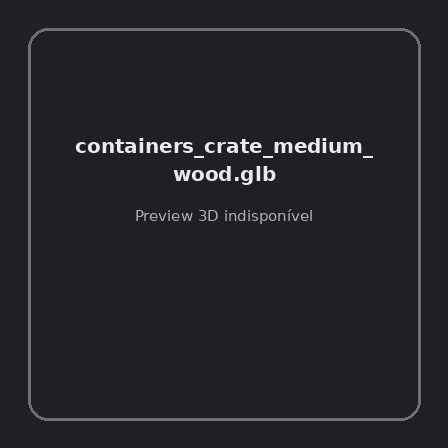 containers_crate_medium_
wood.glb
Preview 3D indisponível